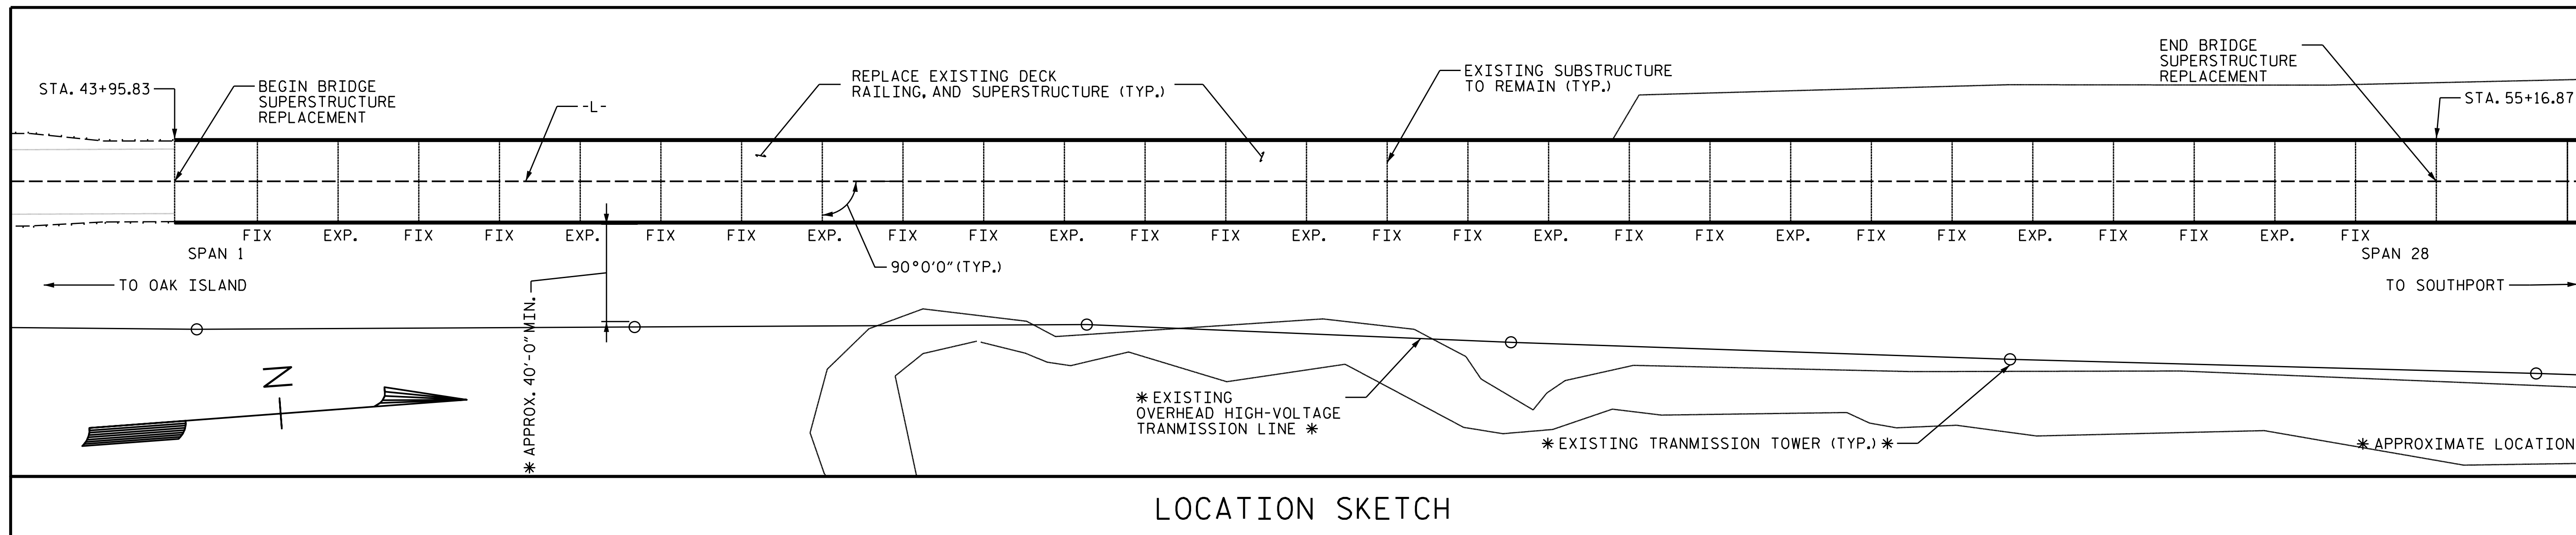 STA. 43+95.83
BEGIN BRIDGE
SUPERSTRUCTURE
REPLACEMENT
-L-
REPLACE EXISTING DECK
RAILING, AND SUPERSTRUCTURE (TYP.)
EXISTING SUBSTRUCTURE
TO REMAIN (TYP.)
END BRIDGE
SUPERSTRUCTURE
REPLACEMENT
STA. 55+16.87
FIX EXP. FIX FIX EXP. FIX FIX EXP. FIX FIX EXP. FIX FIX EXP. FIX FIX EXP. FIX FIX EXP. FIX FIX EXP. FIX FIX EXP. FIX
SPAN 1
SPAN 28
90°0'0" (TYP.)
TO OAK ISLAND
TO SOUTHPORT
* APPROX. 40'-0" MIN.
N
* EXISTING
OVERHEAD HIGH-VOLTAGE
TRANMISSION LINE *
* EXISTING TRANMISSION TOWER (TYP.) *
* APPROXIMATE LOCATION
LOCATION SKETCH